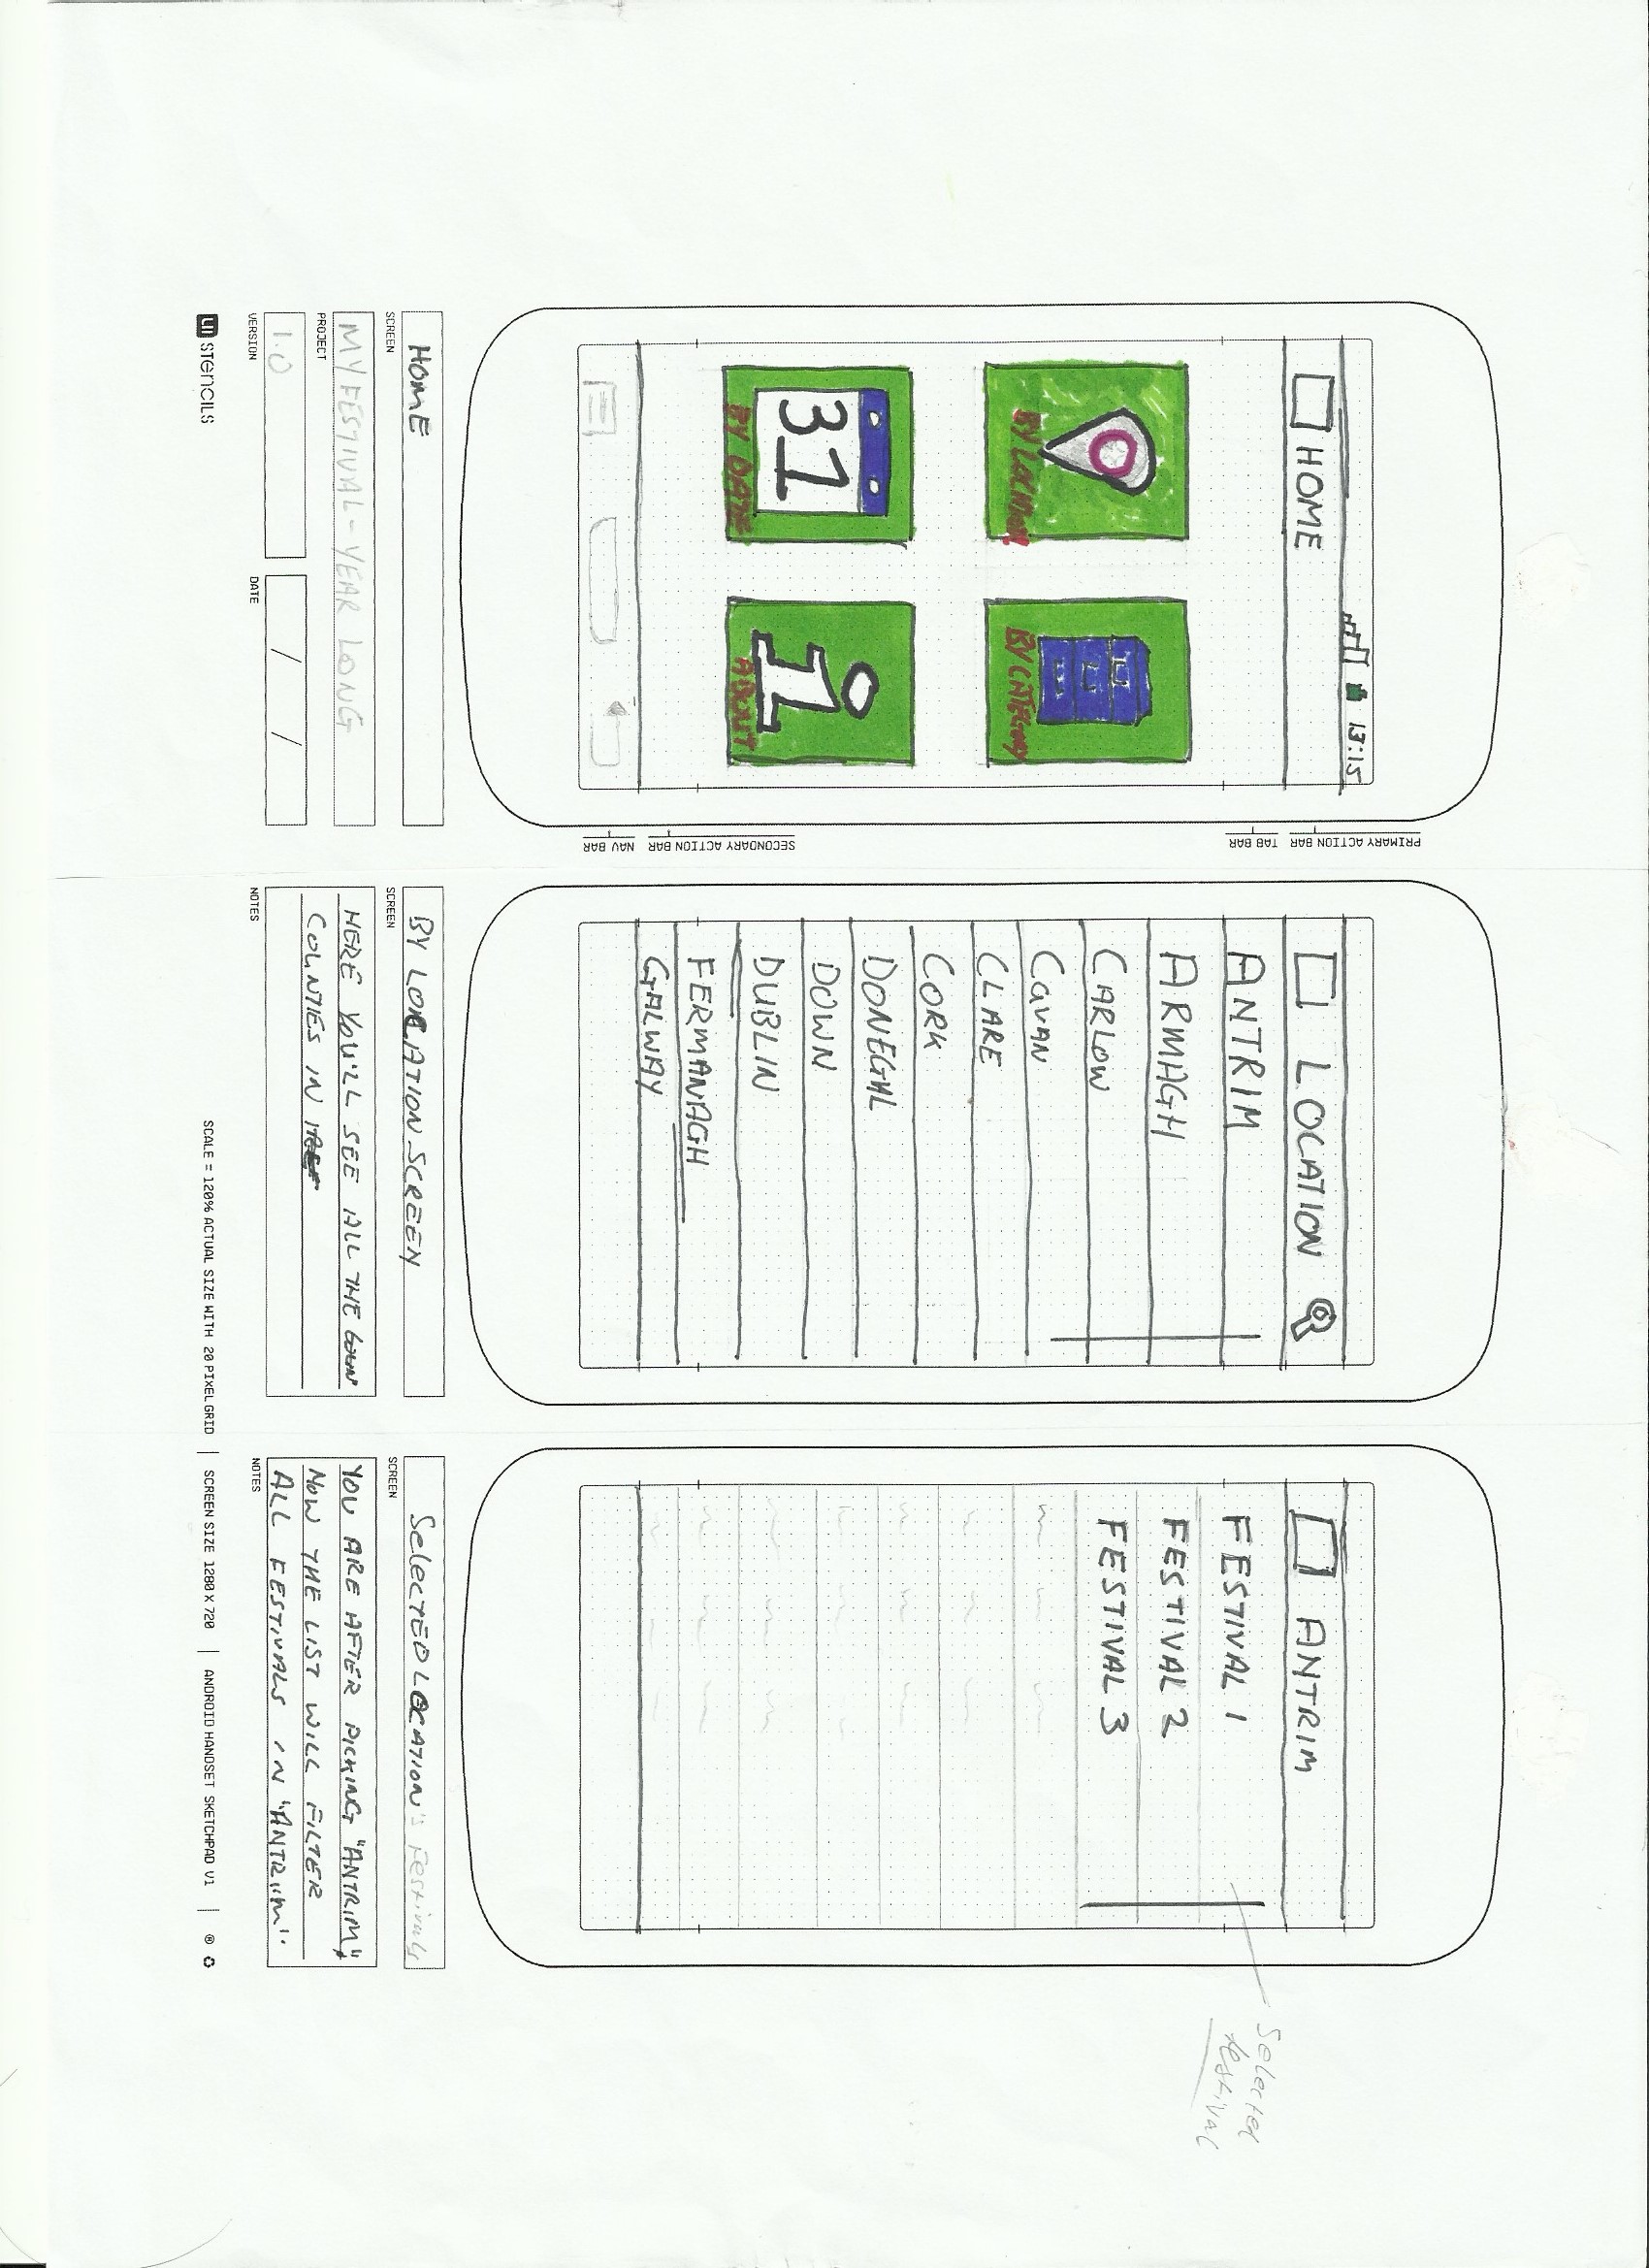 13:15
HOME
BY LOCATION!
BY CATEGORY
31
BY DATE
i
ABOUT
PRIMARY ACTION BAR
TAB BAR
SECONDARY ACTION BAR
NAV BAR
LOCATION
ANTRIM
ARMAGH
CARLOW
CAVAN
CLARE
CORK
DONEGAL
DOWN
DUBLIN
FERMANAGH
GALWAY
ANTRIM
FESTIVAL 1
FESTIVAL 2
FESTIVAL 3
Selected
festival
HOME
SCREEN
MY FESTIVAL - YEAR LONG
PROJECT
1.0
VERSION
/ /
DATE
BY LOCATION SCREEN
SCREEN
HERE YOU'LL SEE ALL THE
COUNTIES IN
NOTES
SELECTED LOCATION's Festivals
SCREEN
YOU ARE AFTER PICKING "ANTRIM",
NOW THE LIST WILL FILTER
ALL FESTIVALS IN "ANTRIIM".
NOTES
UI STENCILS
SCALE = 120% ACTUAL SIZE WITH 20 PIXEL GRID | SCREEN SIZE 1280 X 720 | ANDROID HANDSET SKETCHPAD V1 | ®